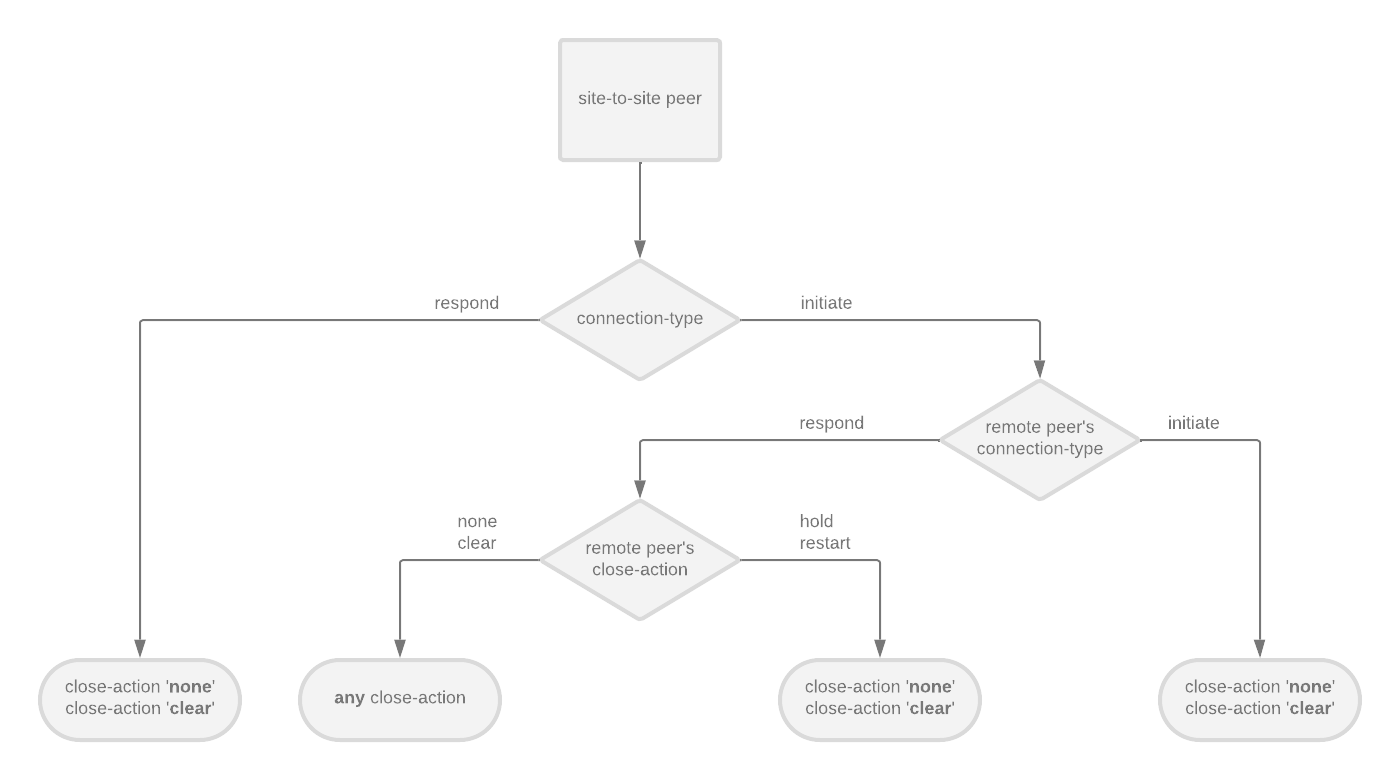 site-to-site peer
respond
connection-type
initiate
respond
remote peer's
connection-type
initiate
none
clear
remote peer's
close-action
hold
restart
close-action 'none'
close-action 'clear'
any close-action
close-action 'none'
close-action 'clear'
close-action 'none'
close-action 'clear'